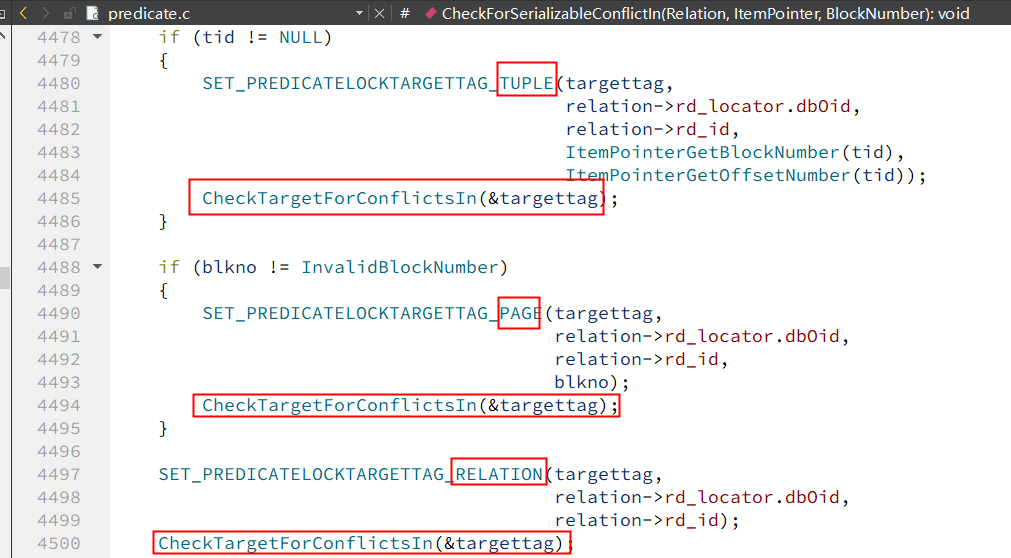 predicate.c # CheckForSerializableConflictIn(Relation, ItemPointer, BlockNumber): void
4478 if (tid != NULL)
4479 {
4480 SET_PREDICATELOCKTARGETTAG_TUPLE(targettag,
4481 relation->rd_locator.dbOid,
4482 relation->rd_id,
4483 ItemPointerGetBlockNumber(tid),
4484 ItemPointerGetOffsetNumber(tid));
4485 CheckTargetForConflictsIn(&targettag);
4486 }
4487
4488 if (blkno != InvalidBlockNumber)
4489 {
4490 SET_PREDICATELOCKTARGETTAG_PAGE(targettag,
4491 relation->rd_locator.dbOid,
4492 relation->rd_id,
4493 blkno);
4494 CheckTargetForConflictsIn(&targettag);
4495 }
4496
4497 SET_PREDICATELOCKTARGETTAG_RELATION(targettag,
4498 relation->rd_locator.dbOid,
4499 relation->rd_id);
4500 CheckTargetForConflictsIn(&targettag);